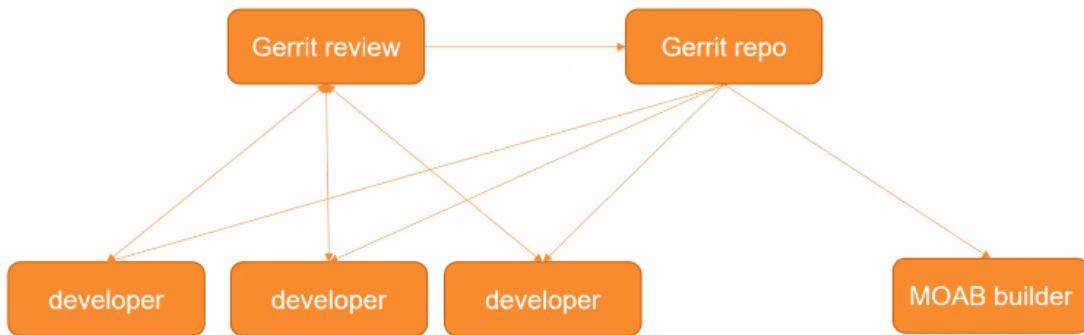 Gerrit review
Gerrit repo
developer
developer
developer
MOAB builder